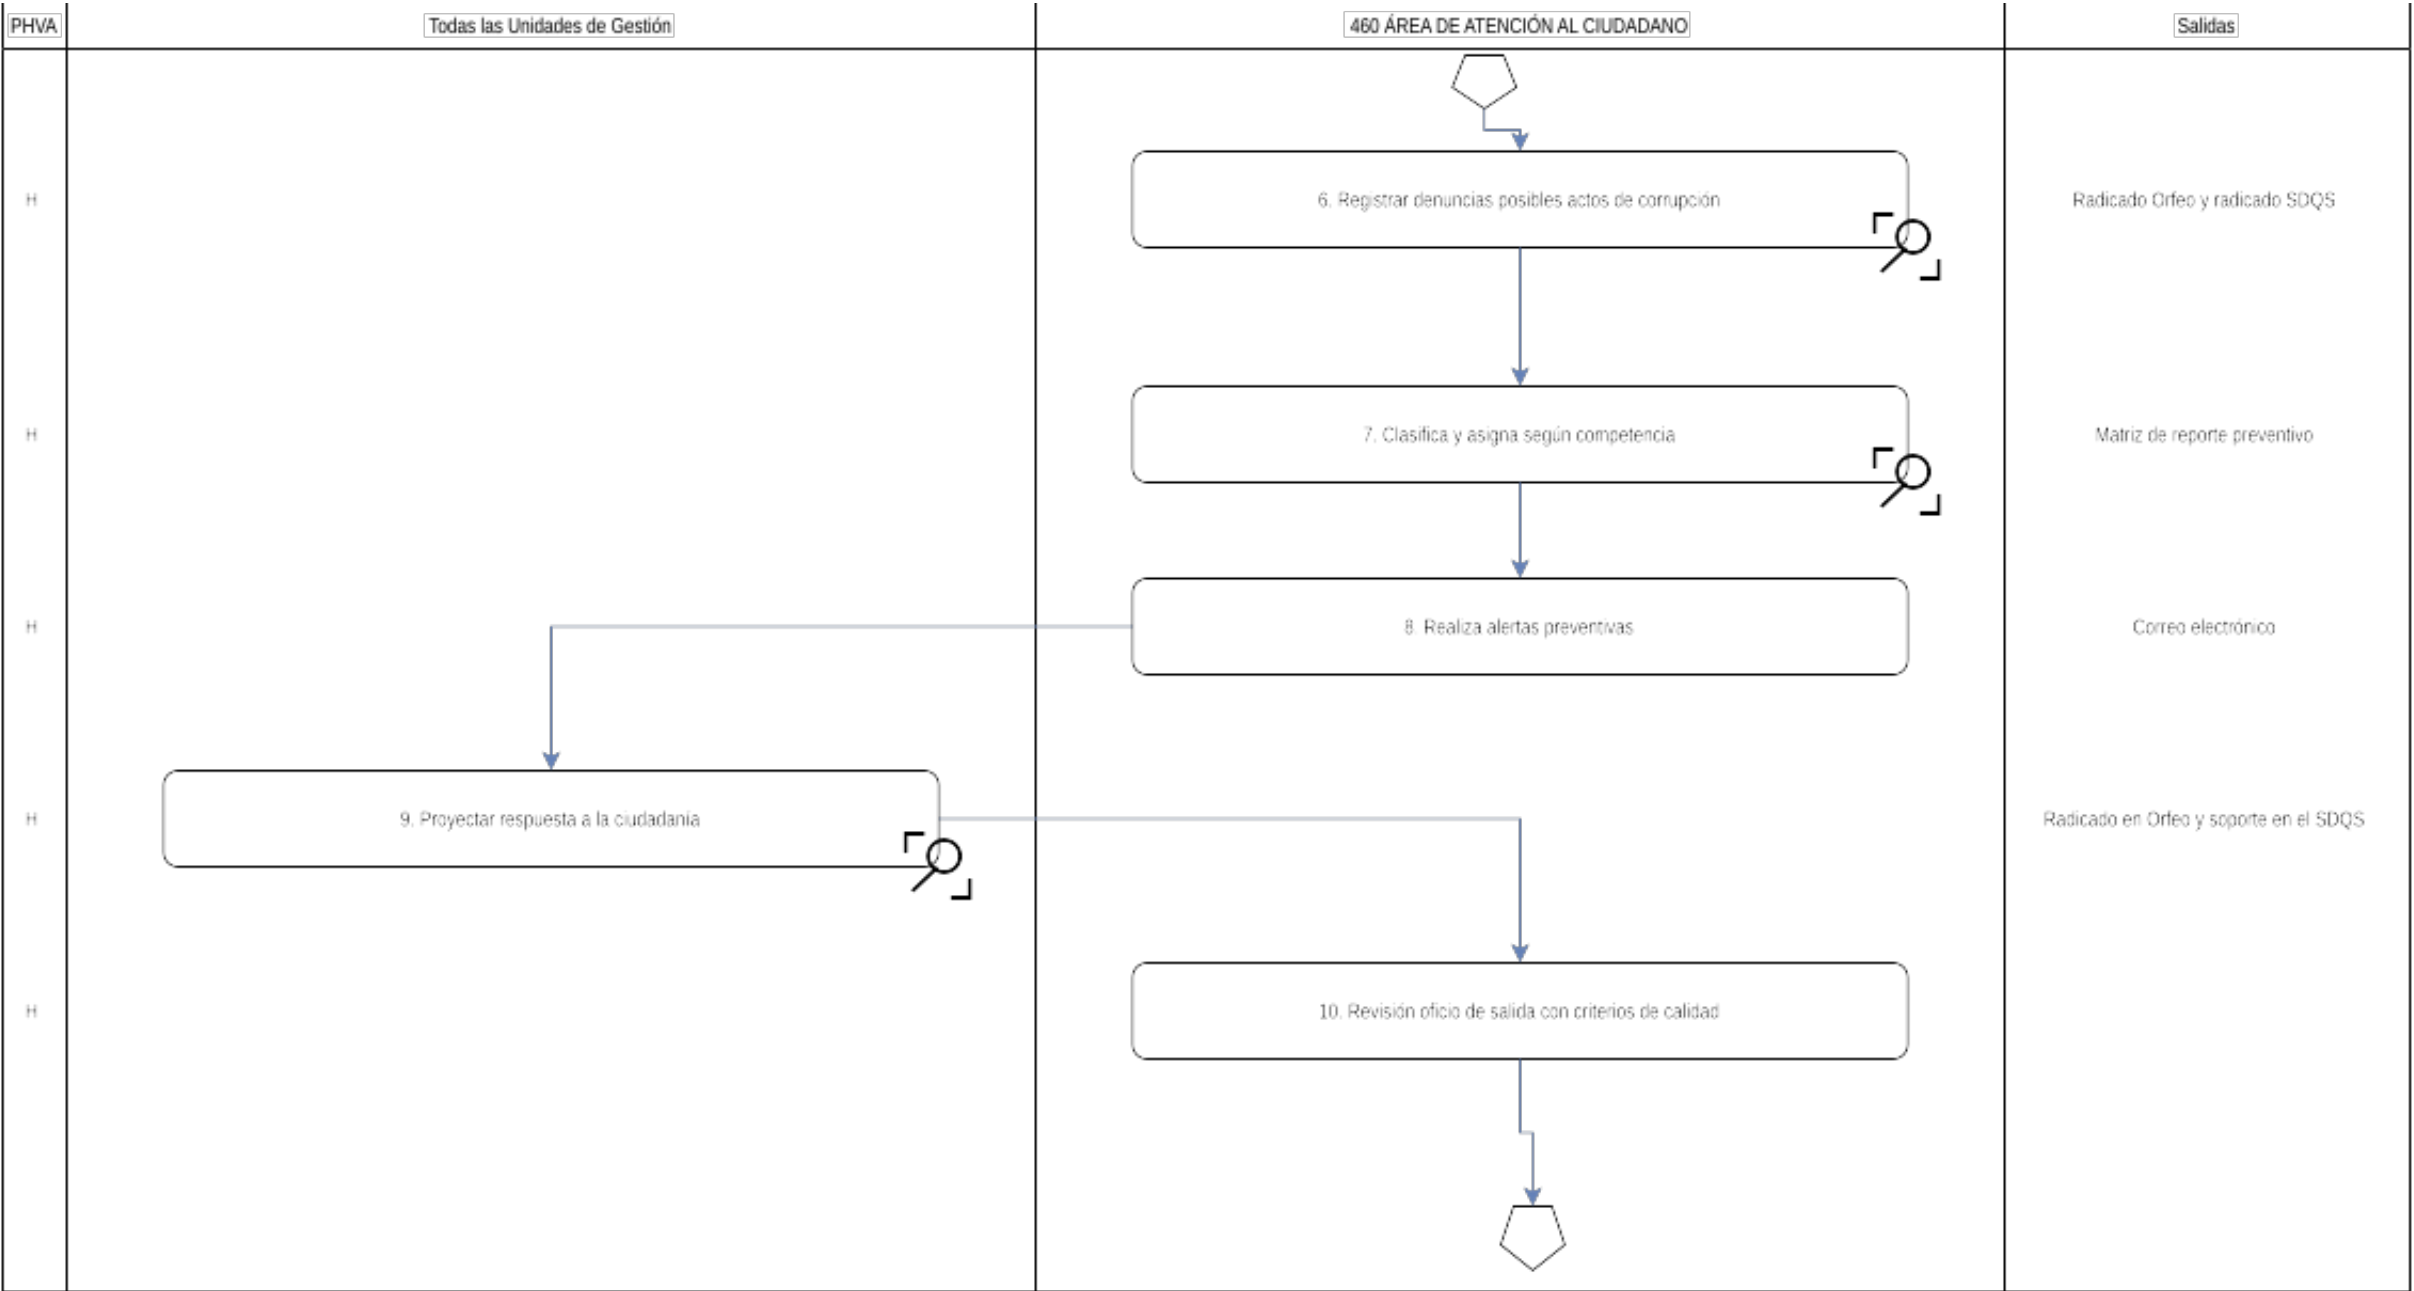 PHVA
Todas las Unidades de Gestión
460 ÁREA DE ATENCIÓN AL CIUDADANO
Salidas
H
6. Registrar denuncias posibles actos de corrupción
Radicado Orfeo y radicado SDQS
H
7. Clasifica y asigna según competencia
Matriz de reporte preventivo
H
8. Realiza alertas preventivas
Correo electrónico
H
9. Proyectar respuesta a la ciudadanía
Radicado en Orfeo y soporte en el SDQS
H
10. Revisión oficio de salida con criterios de calidad